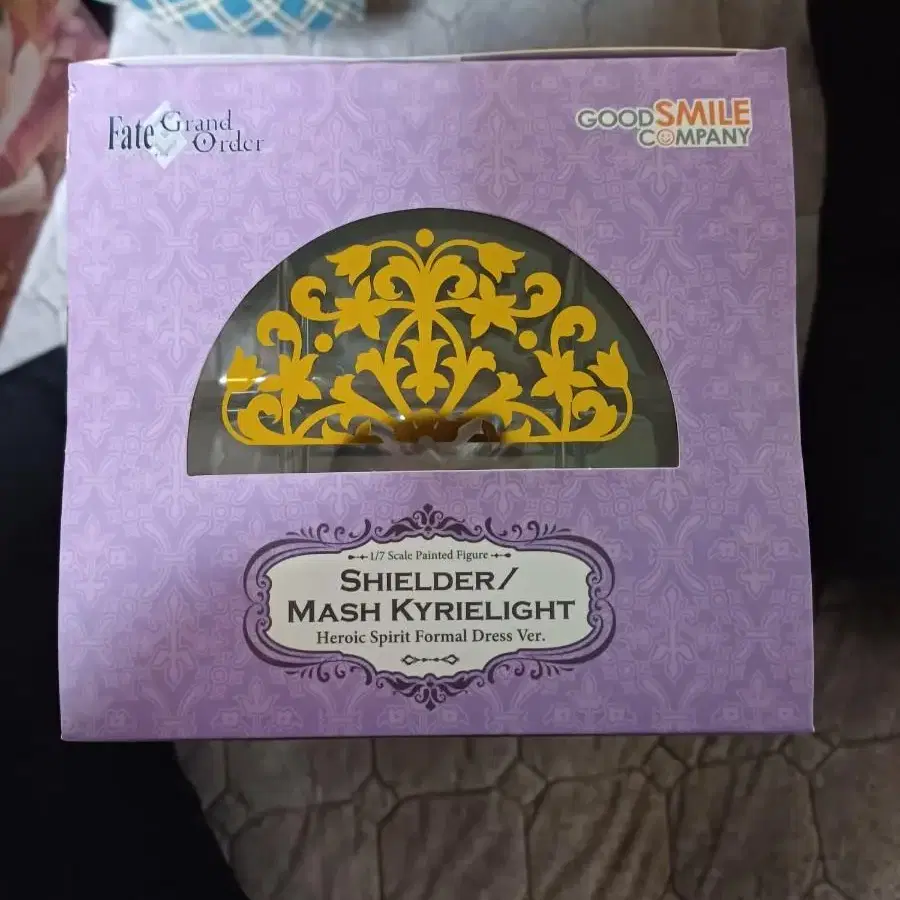 Fate Grand
Order
GOOD SMILE
COMPANY
1/7 Scale Painted Figure
SHIELDER/
MASH KYRIELIGHT
Heroic Spirit Formal Dress Ver.